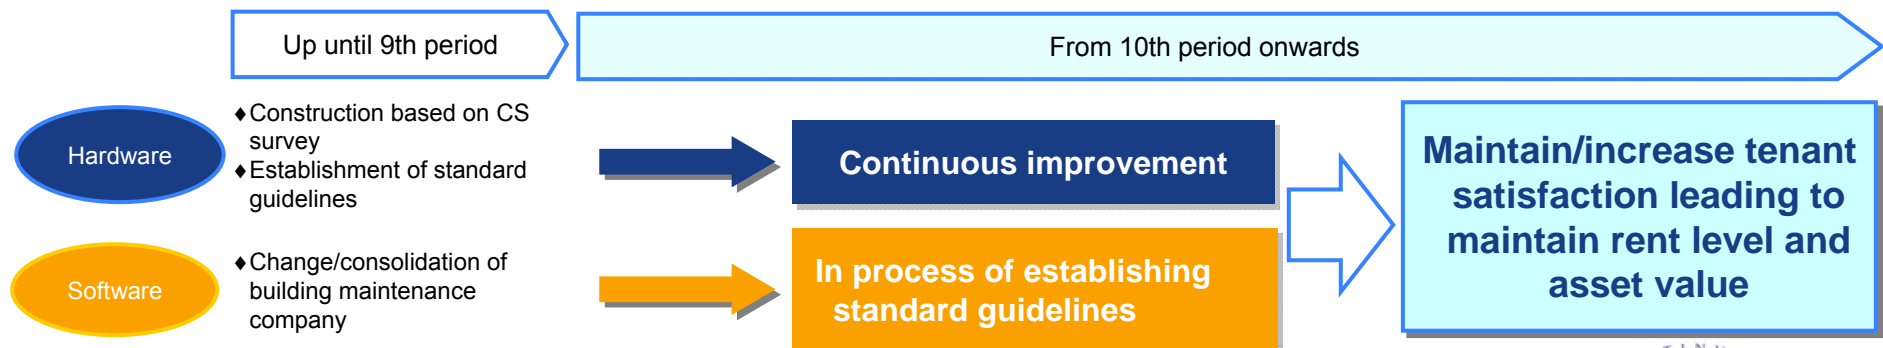 Up until 9th period
From 10th period onwards
Hardware
♦Construction based on CS
survey
♦Establishment of standard
guidelines
Continuous improvement
Maintain/increase tenant
satisfaction leading to
maintain rent level and
asset value
Software
♦Change/consolidation of
building maintenance
company
In process of establishing
standard guidelines